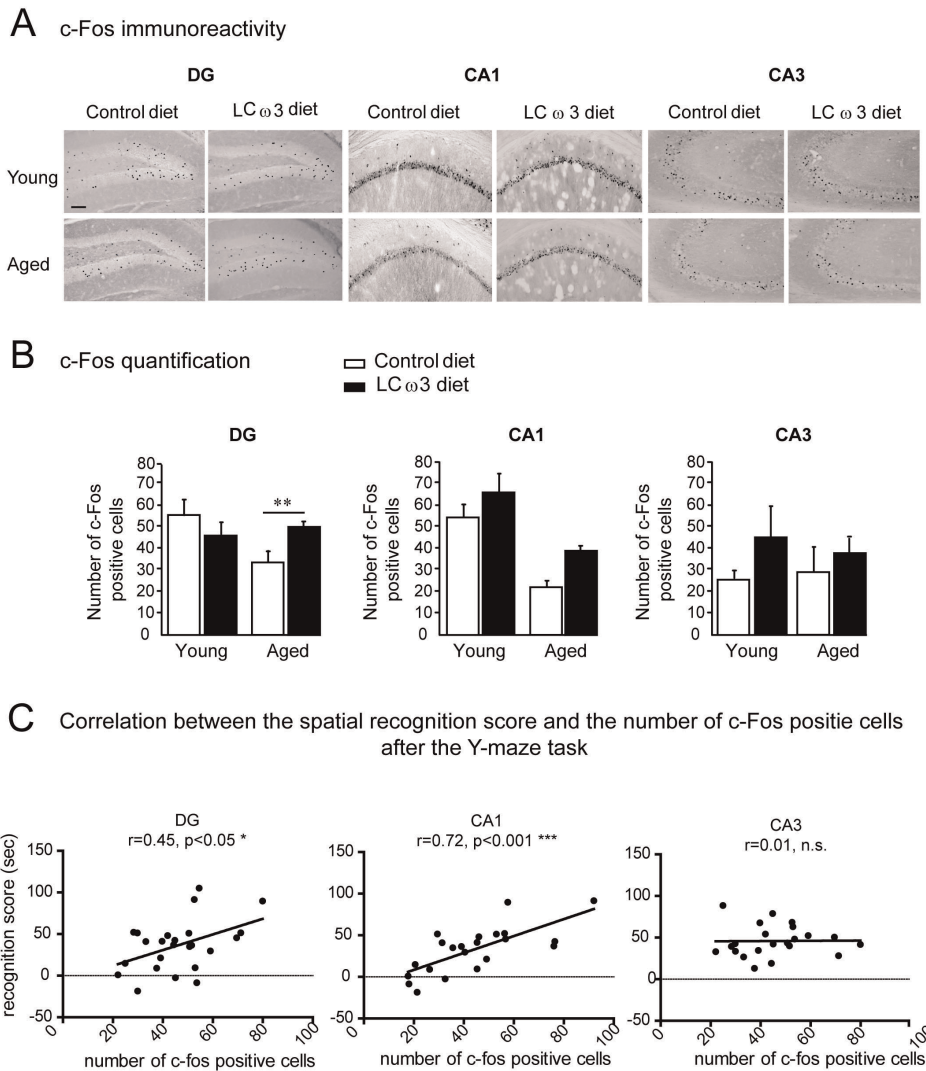 A c-Fos immunoreactivity
DG CA1 CA3
Control diet LC ω 3 diet Control diet LC ω 3 diet Control diet LC ω 3 diet
Young
Aged
B c-Fos quantification
Control diet
LC ω3 diet
DG CA1 CA3
Number of c-Fos positive cells
80
70
60
50
40
30
20
10
0
**
Young Aged
Number of c-Fos positive cells
80
70
60
50
40
30
20
10
0
Young Aged
Number of c-Fos positive cells
80
70
60
50
40
30
20
10
0
Young Aged
C Correlation between the spatial recognition score and the number of c-Fos positie cells
after the Y-maze task
DG
r=0.45, p<0.05 *
recognition score (sec)
150
100
50
0
-50
0 20 40 60 80 100
number of c-fos positive cells
CA1
r=0.72, p<0.001 ***
150
100
50
0
-50
0 20 40 60 80 100
number of c-fos positive cells
CA3
r=0.01, n.s.
150
100
50
0
-50
0 20 40 60 80 100
number of c-fos positive cells